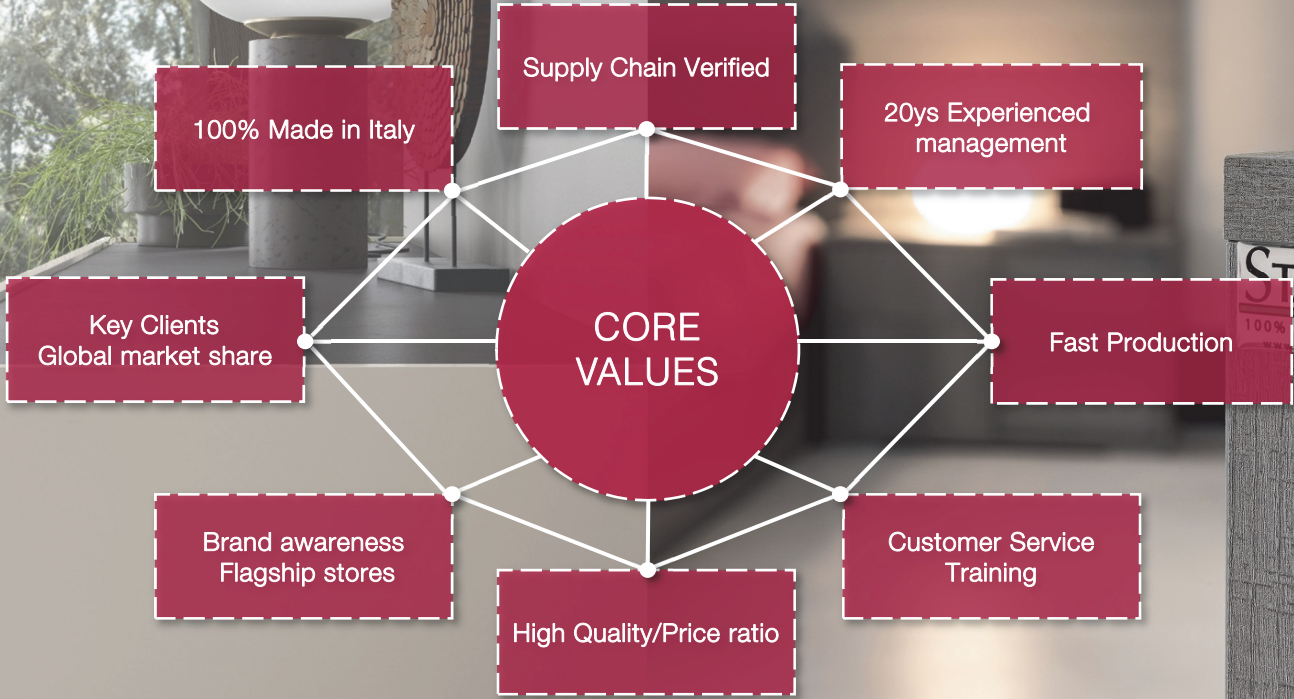 Supply Chain Verified
100% Made in Italy
20ys Experienced
management
Key Clients
Global market share
CORE
VALUES
ST
100%
Fast Production
Brand awareness
Flagship stores
Customer Service
Training
High Quality/Price ratio